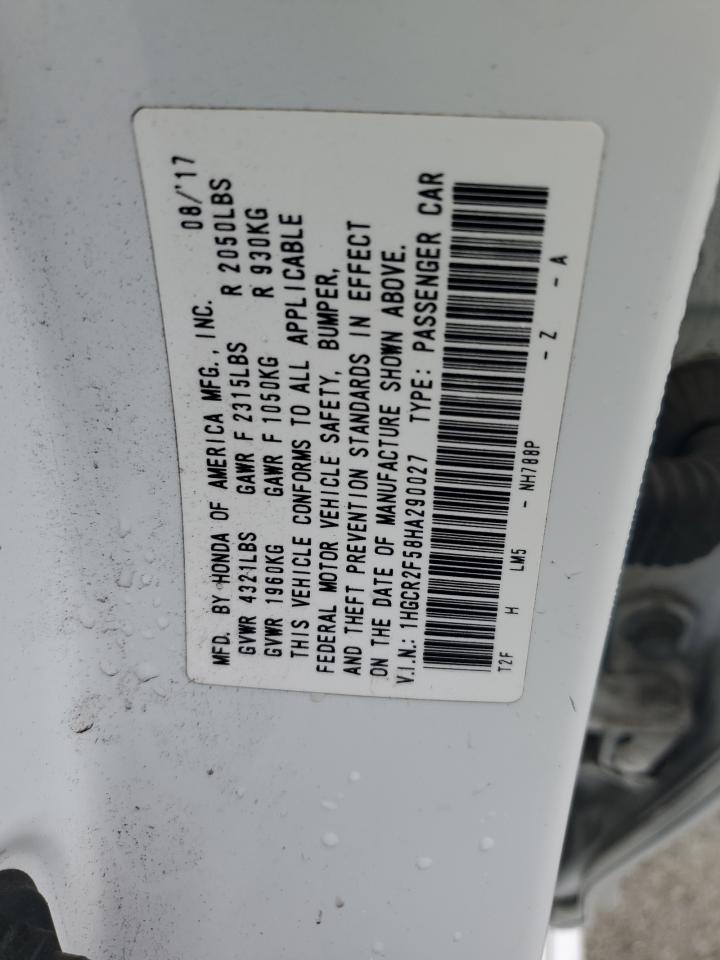 MFD. BY HONDA OF AMERICA MFG., INC. 08/'17
GVWR 4321LBS GAWR F 2315LBS R 2050LBS
GVWR 1960KG GAWR F 1050KG R 930KG
THIS VEHICLE CONFORMS TO ALL APPLICABLE
FEDERAL MOTOR VEHICLE SAFETY, BUMPER,
AND THEFT PREVENTION STANDARDS IN EFFECT
ON THE DATE OF MANUFACTURE SHOWN ABOVE.
V.I.N.: 1HGCR2F58HA290027 TYPE: PASSENGER CAR
T2F H LM5 - NH788P - Z - A